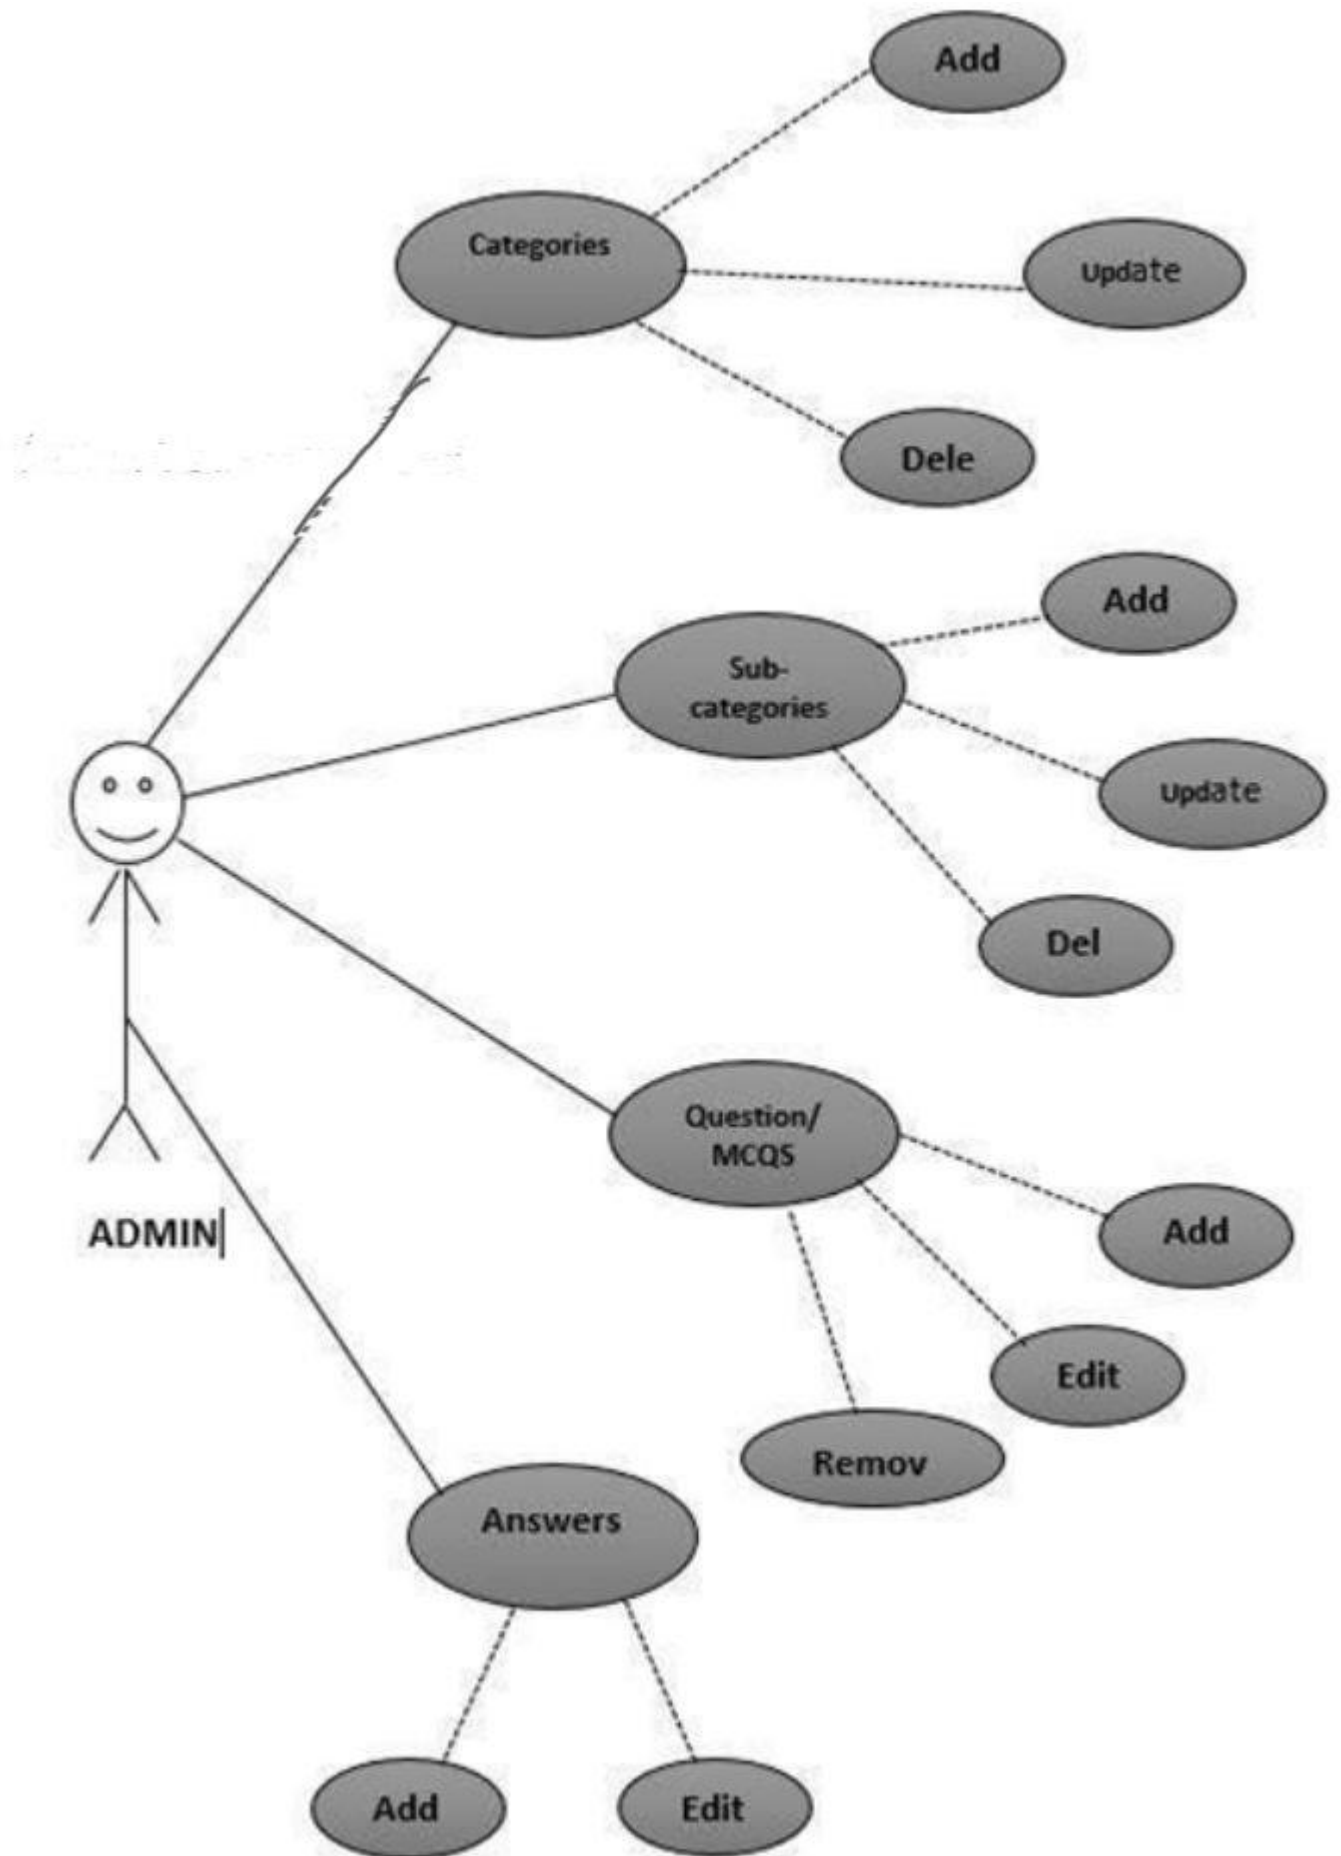 Add
Categories
Update
Dele
Add
Sub-
categories
Update
Del
ADMIN
Question/
MCQS
Add
Edit
Remov
Answers
Add
Edit